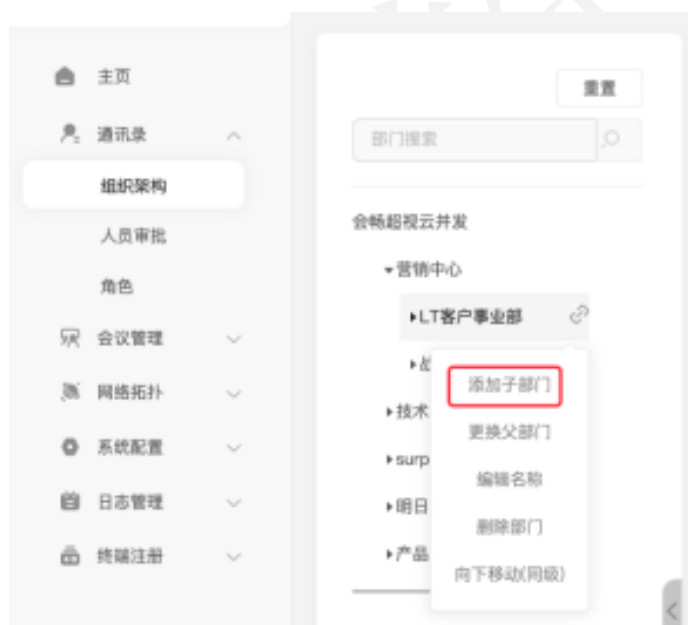 主页
通讯录
组织架构
人员审批
角色
会议管理
网络拓扑
系统配置
日志管理
终端注册
重置
部门搜索
会畅超视云并发
营销中心
LT客户事业部
添加子部门
技术
更换父部门
surp
编辑名称
明日
删除部门
产品
向下移动(同级)